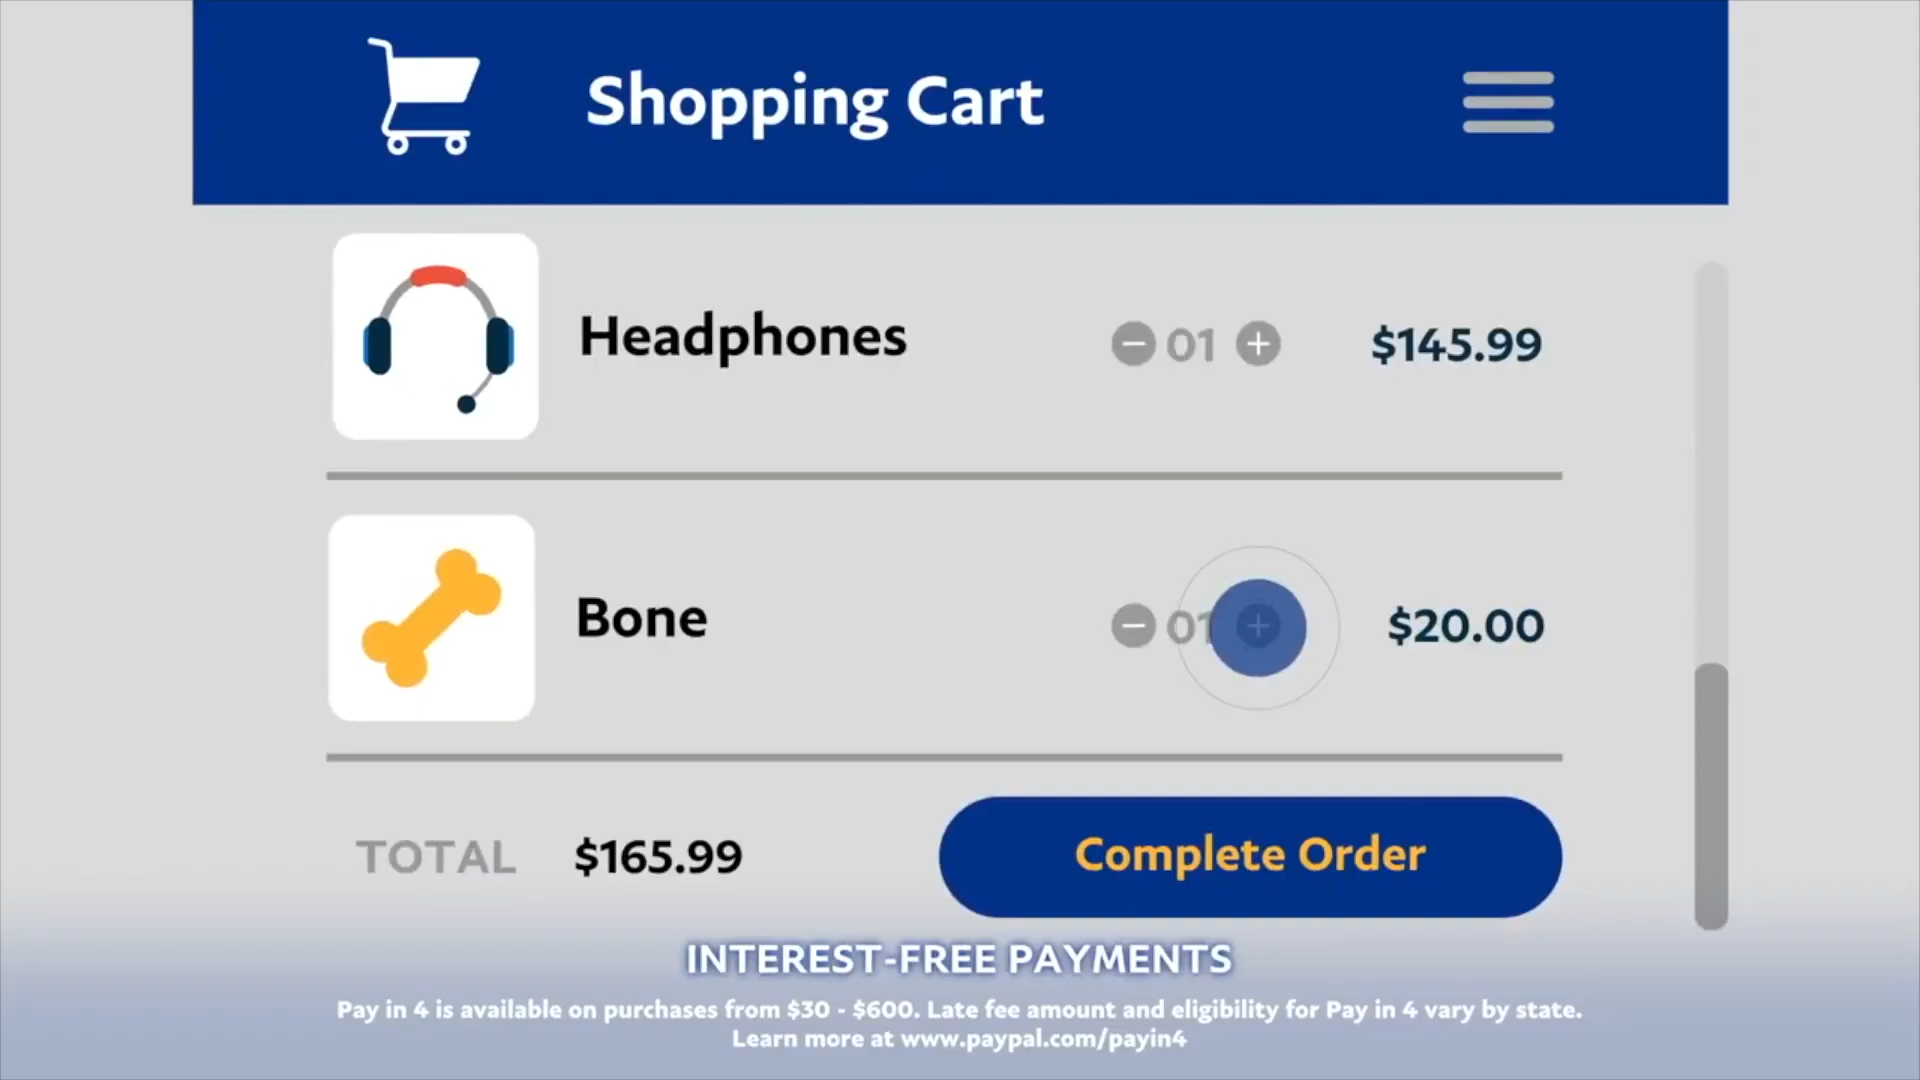 Shopping Cart
Headphones 01 $145.99
Bone 01 $20.00
TOTAL $165.99 Complete Order
INTEREST-FREE PAYMENTS
Pay in 4 is available on purchases from $30 - $600. Late fee amount and eligibility for Pay in 4 vary by state.
Learn more at www.paypal.com/payin4